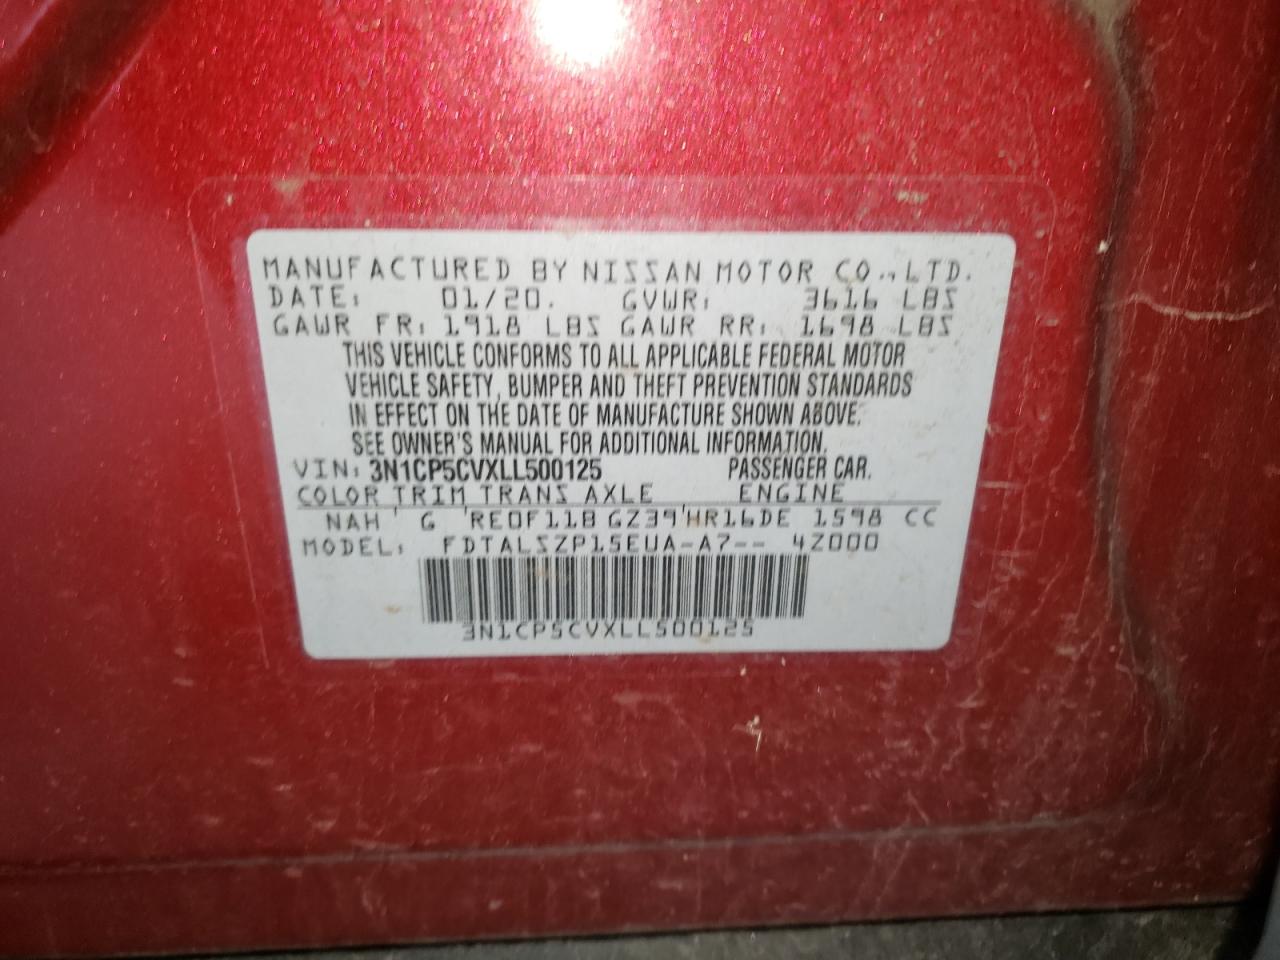 MANUFACTURED BY NISSAN MOTOR CO., LTD.
DATE: 01/20. GVWR: 3616 LBS
GAWR FR: 1918 LBS GAWR RR: 1698 LBS
THIS VEHICLE CONFORMS TO ALL APPLICABLE FEDERAL MOTOR
VEHICLE SAFETY, BUMPER AND THEFT PREVENTION STANDARDS
IN EFFECT ON THE DATE OF MANUFACTURE SHOWN ABOVE.
SEE OWNER'S MANUAL FOR ADDITIONAL INFORMATION.
VIN: 3N1CP5CVXLL500125 PASSENGER CAR.
COLOR TRIM TRANS AXLE ENGINE
NAH G RE0F11B GZ39 HR16DE 1598 CC
MODEL: FDTALSZP15EUA-A7-- 4Z000
3N1CP5CVXLL500125